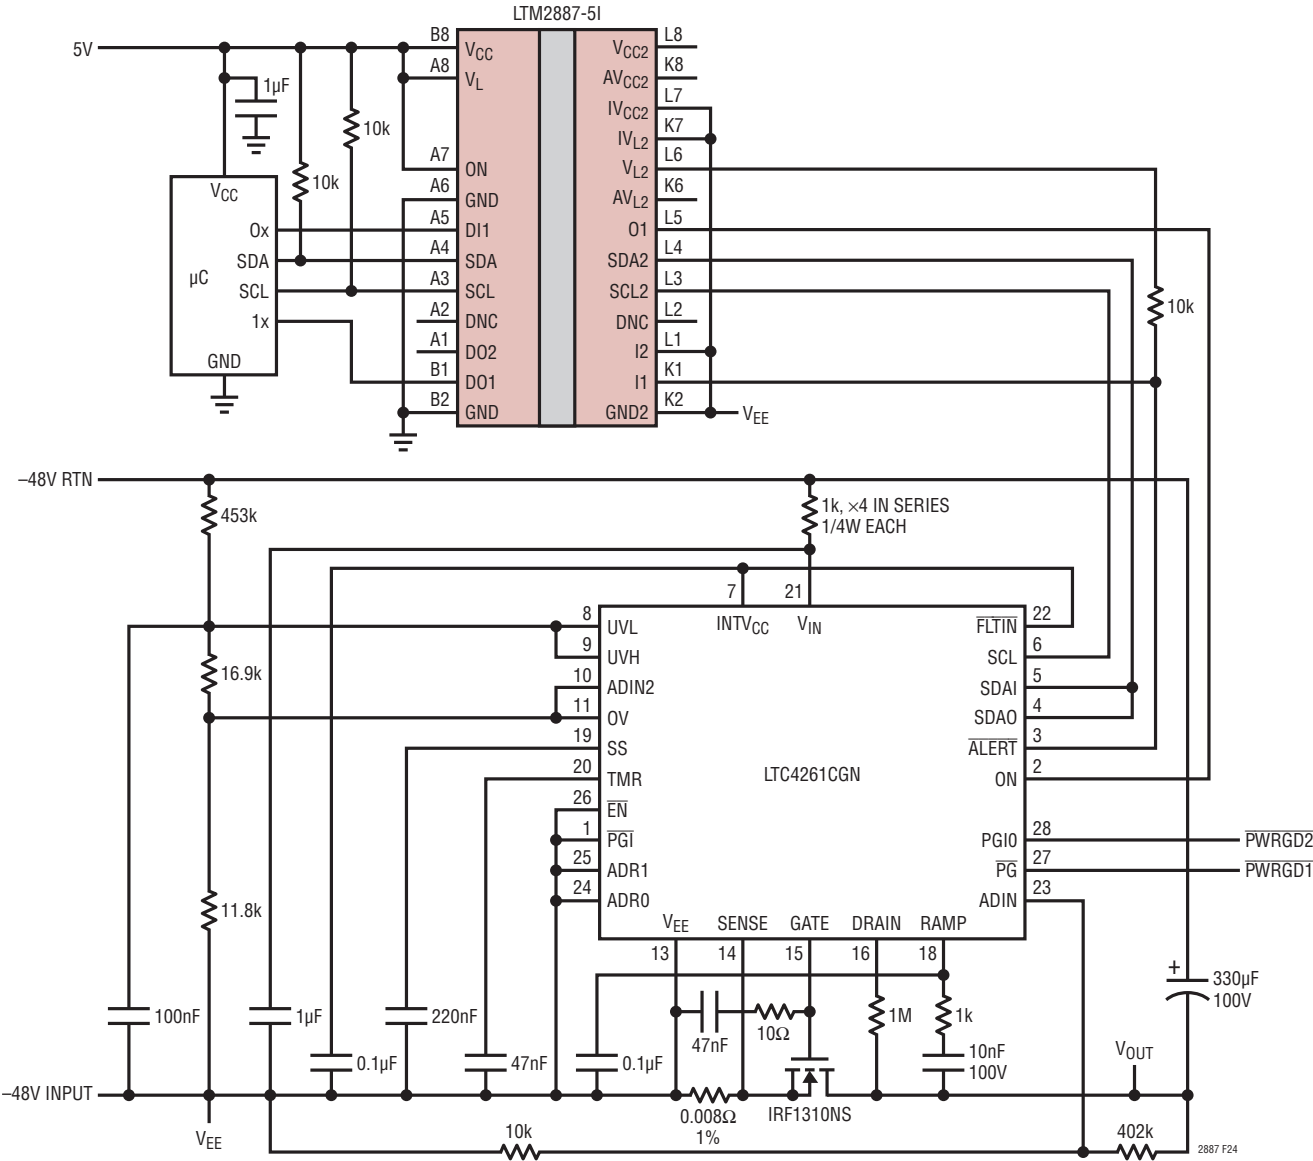 LTM2887-5I
5V
B8
VCC
A8
VL
A7
ON
A6
GND
A5
DI1
A4
SDA
A3
SCL
A2
DNC
A1
DO2
B1
DO1
B2
GND
L8
VCC2
K8
AVCC2
L7
IVCC2
K7
IVL2
L6
VL2
K6
AVL2
L5
O1
L4
SDA2
L3
SCL2
L2
DNC
L1
I2
K1
I1
K2
GND2
VEE
1µF
10k
10k
10k
VCC
0x
SDA
µC
SCL
1x
GND
–48V RTN
453k
1k, ×4 IN SERIES
1/4W EACH
7
21
INTVCC
VIN
8
UVL
9
UVH
10
ADIN2
11
OV
19
SS
20
TMR
26
EN
1
PGI
25
ADR1
24
ADR0
22
FLTIN
6
SCL
5
SDAI
4
SDAO
3
ALERT
2
ON
28
PGI0
27
PG
23
ADIN
LTC4261CGN
PWRGD2
PWRGD1
VEE
SENSE
GATE
DRAIN
RAMP
13
14
15
16
18
16.9k
11.8k
100nF
1µF
220nF
0.1µF
47nF
0.1µF
47nF
10Ω
1M
1k
10nF
100V
330µF
100V
+
VOUT
–48V INPUT
VEE
0.008Ω
1%
IRF1310NS
10k
402k
2887 F24